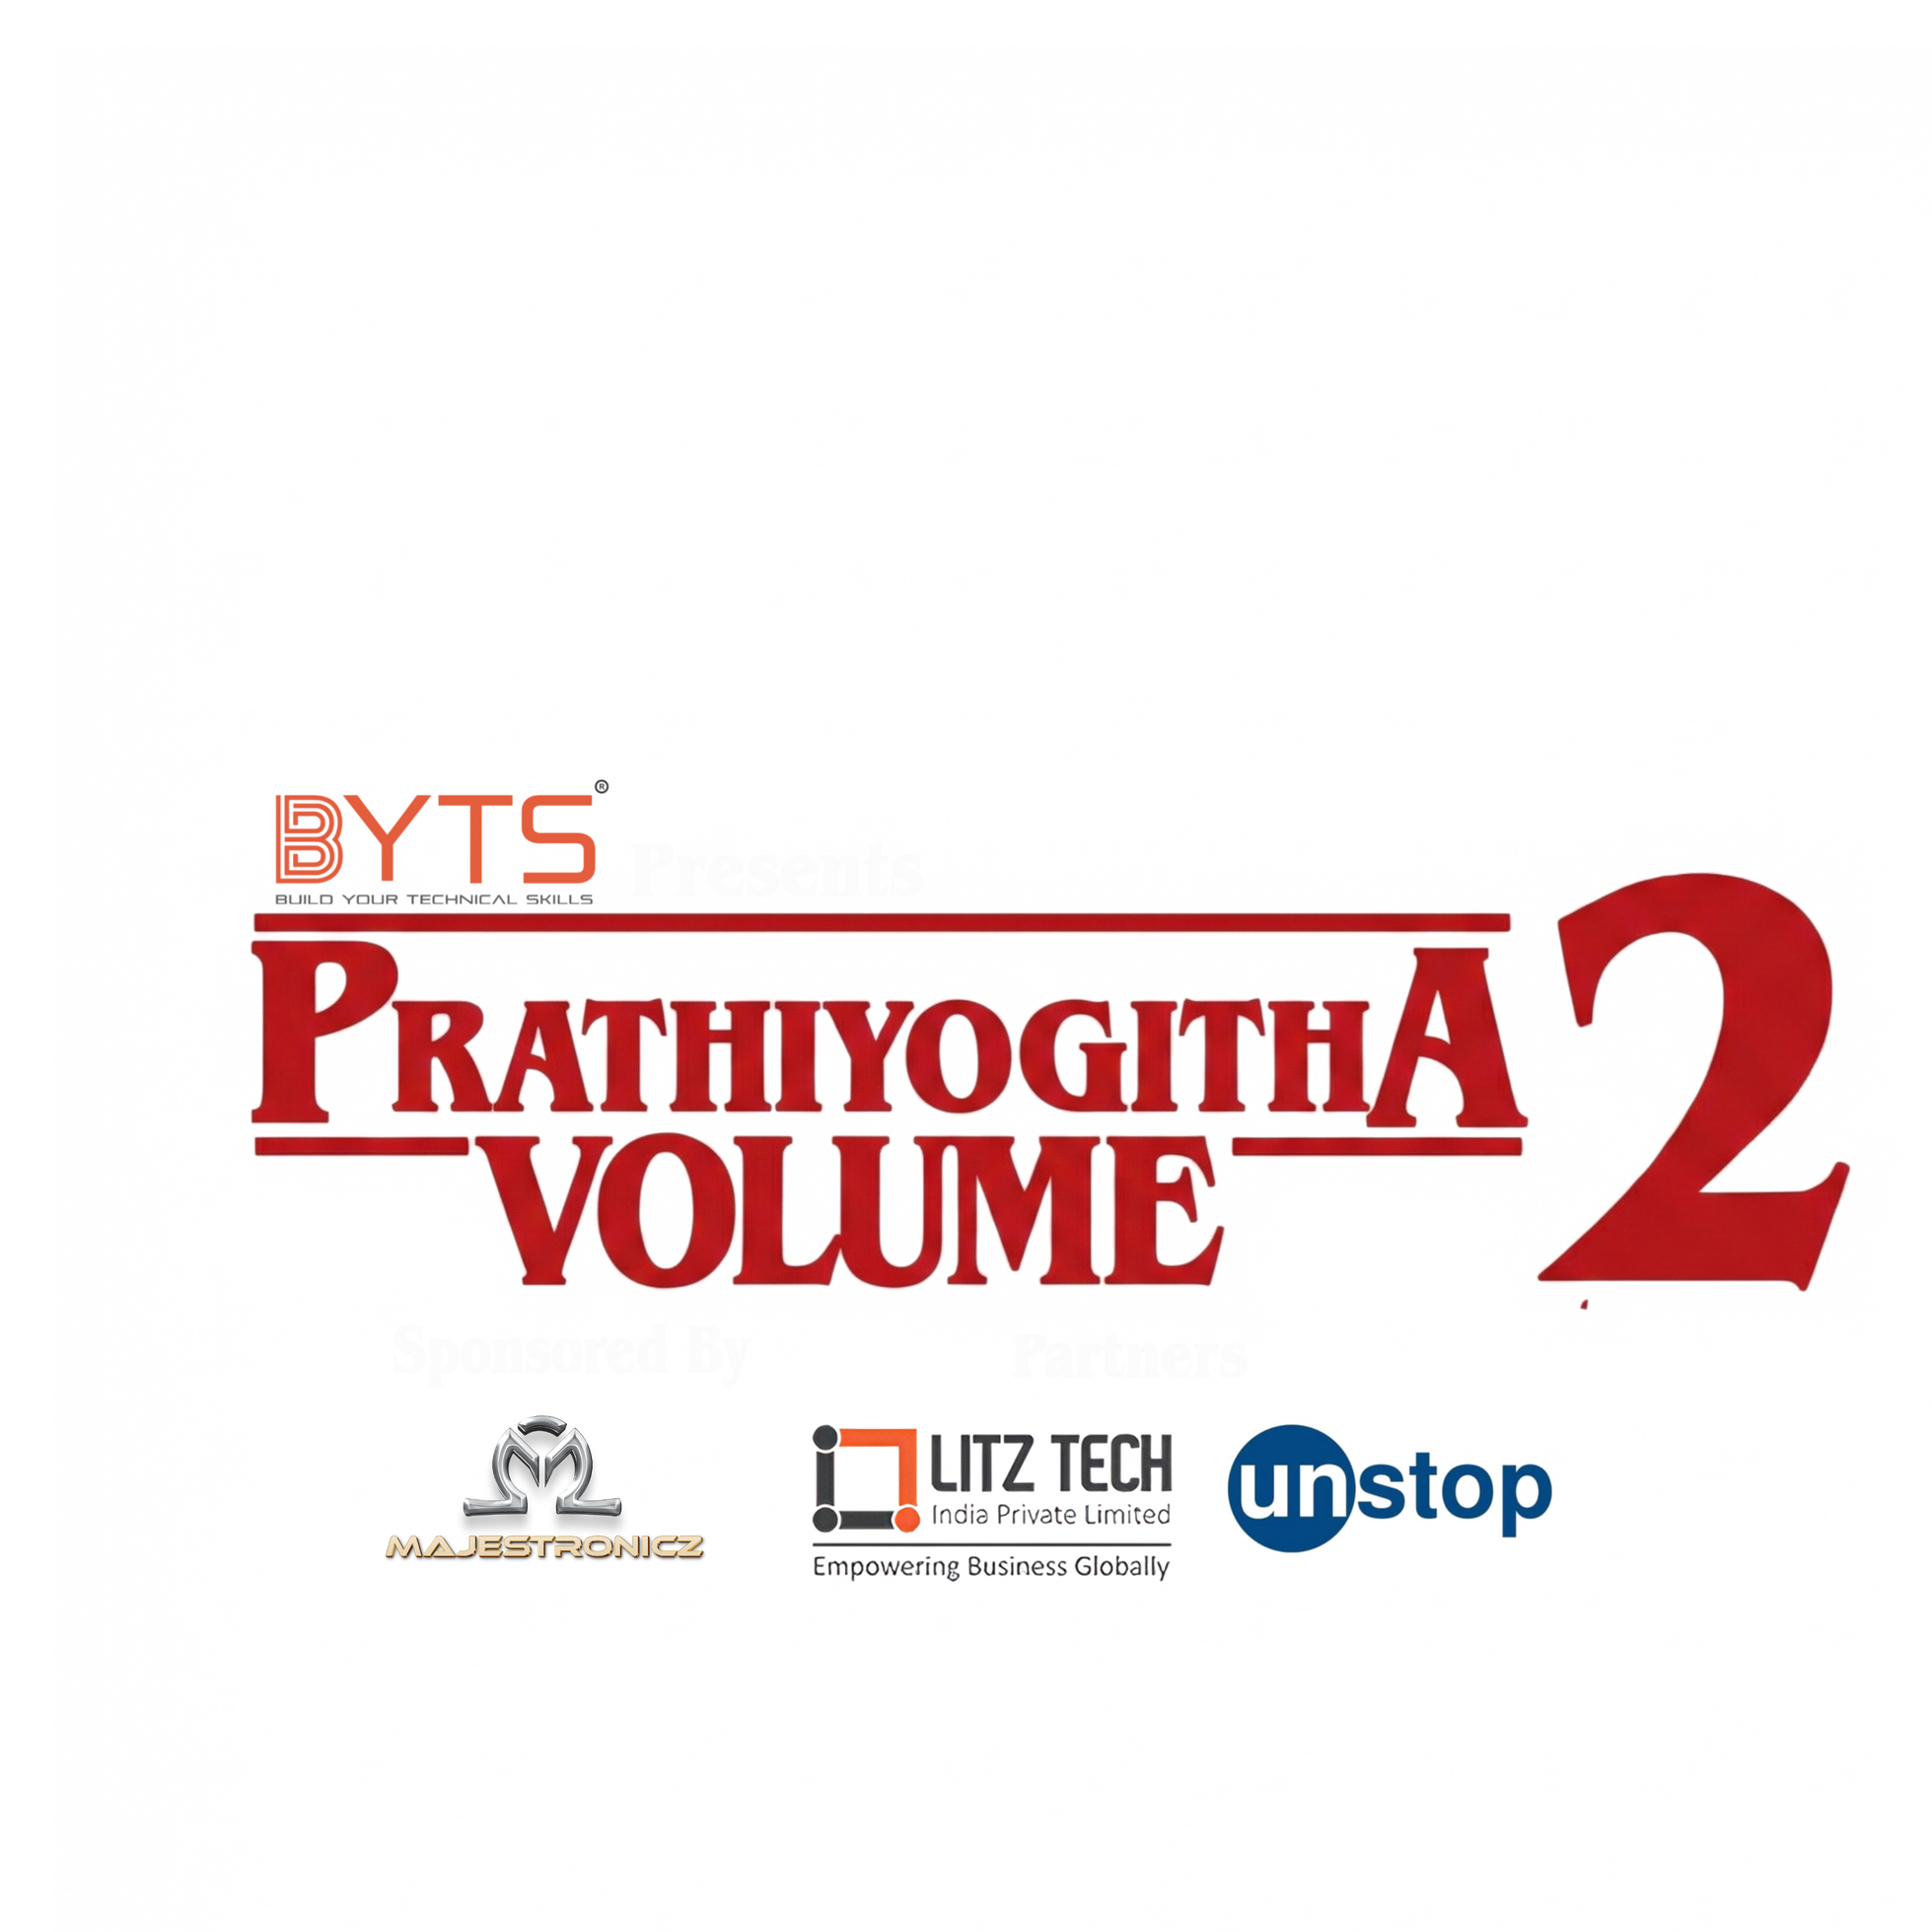 BYTS®
BUILD YOUR TECHNICAL SKILLS
Presents
PRATHIYOGITHA 2
VOLUME
Sponsored By
Partners
MAJESTRONICZ
LITZ TECH
India Private Limited
Empowering Business Globally
unstop